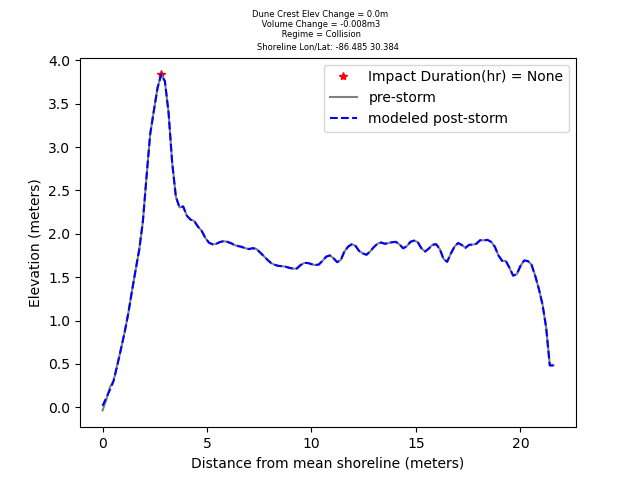 Dune Crest Elev Change = 0.0m
Volume Change = -0.008m3
Regime = Collision
Shoreline Lon/Lat: -86.485 30.384
Impact Duration(hr) = None
pre-storm
modeled post-storm
4.0
3.5
3.0
2.5
2.0
1.5
1.0
0.5
0.0
Elevation (meters)
0 5 10 15 20
Distance from mean shoreline (meters)